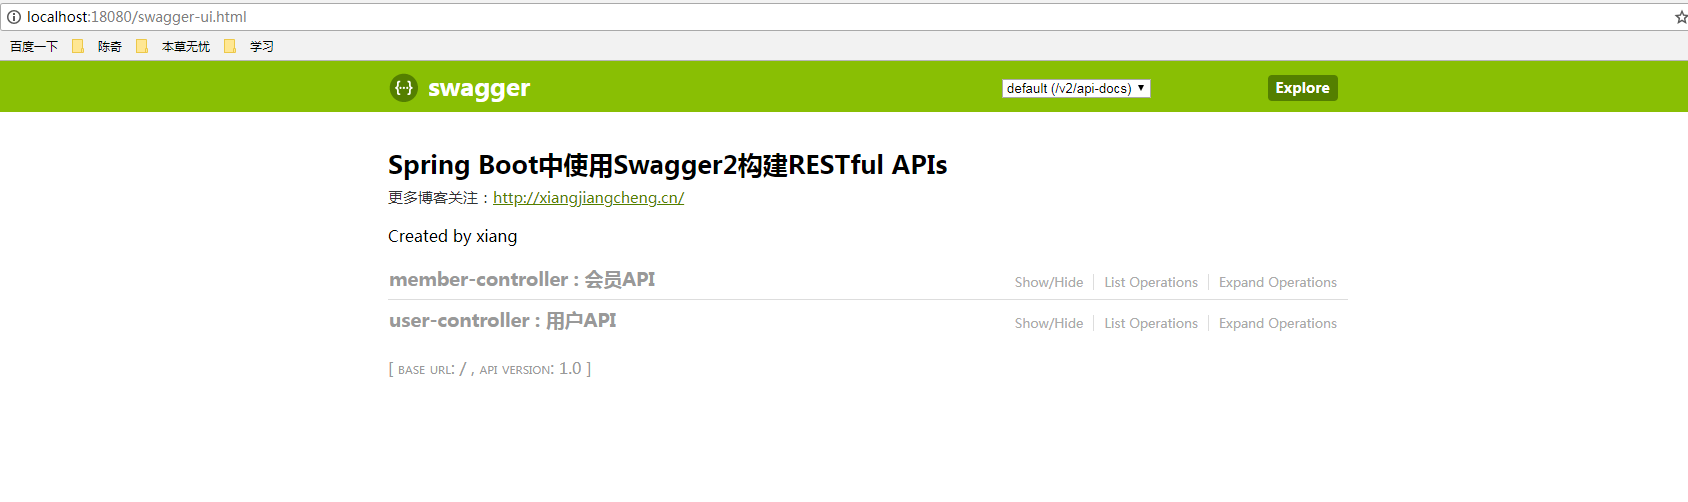 localhost:18080/swagger-ui.html
百度一下 陈奇 本草无忧 学习
{··} swagger default (/v2/api-docs) Explore
Spring Boot中使用Swagger2构建RESTful APIs
更多博客关注：http://xiangjiangcheng.cn/
Created by xiang
member-controller : 会员API Show/Hide List Operations Expand Operations
user-controller : 用户API Show/Hide List Operations Expand Operations
[ BASE URL: / , API VERSION: 1.0 ]